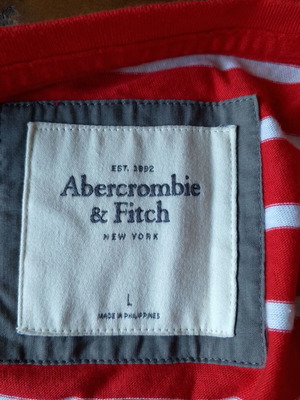 EST. 1892
Abercrombie
& Fitch
NEW YORK
L
MADE IN PHILIPPINES